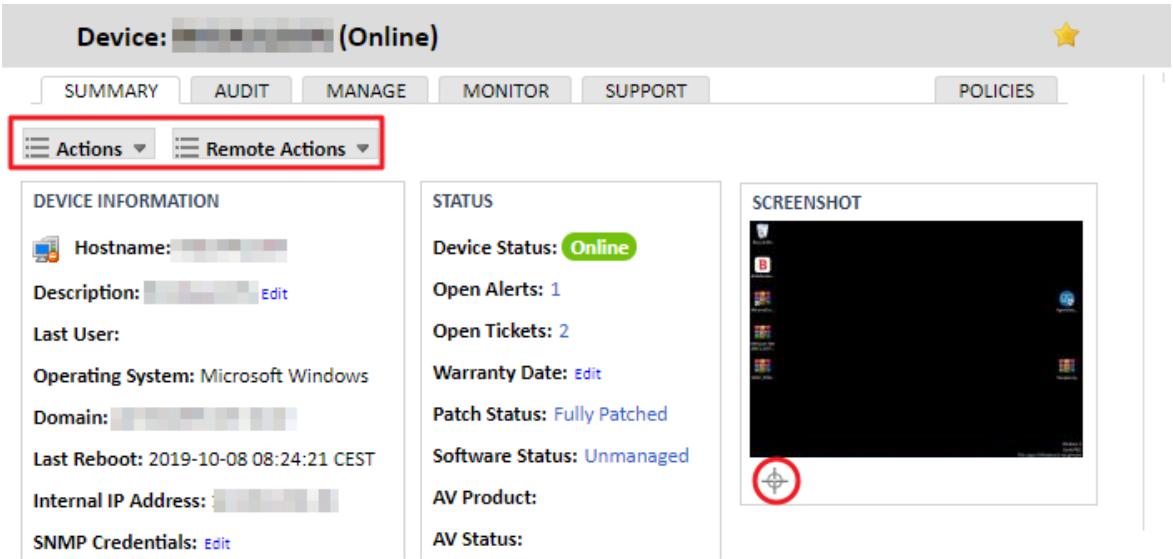 Device: (Online)
SUMMARY AUDIT MANAGE MONITOR SUPPORT POLICIES
Actions Remote Actions
DEVICE INFORMATION
Hostname:
Description: Edit
Last User:
Operating System: Microsoft Windows
Domain:
Last Reboot: 2019-10-08 08:24:21 CEST
Internal IP Address:
SNMP Credentials: Edit
STATUS
Device Status: Online
Open Alerts: 1
Open Tickets: 2
Warranty Date: Edit
Patch Status: Fully Patched
Software Status: Unmanaged
AV Product:
AV Status:
SCREENSHOT
B